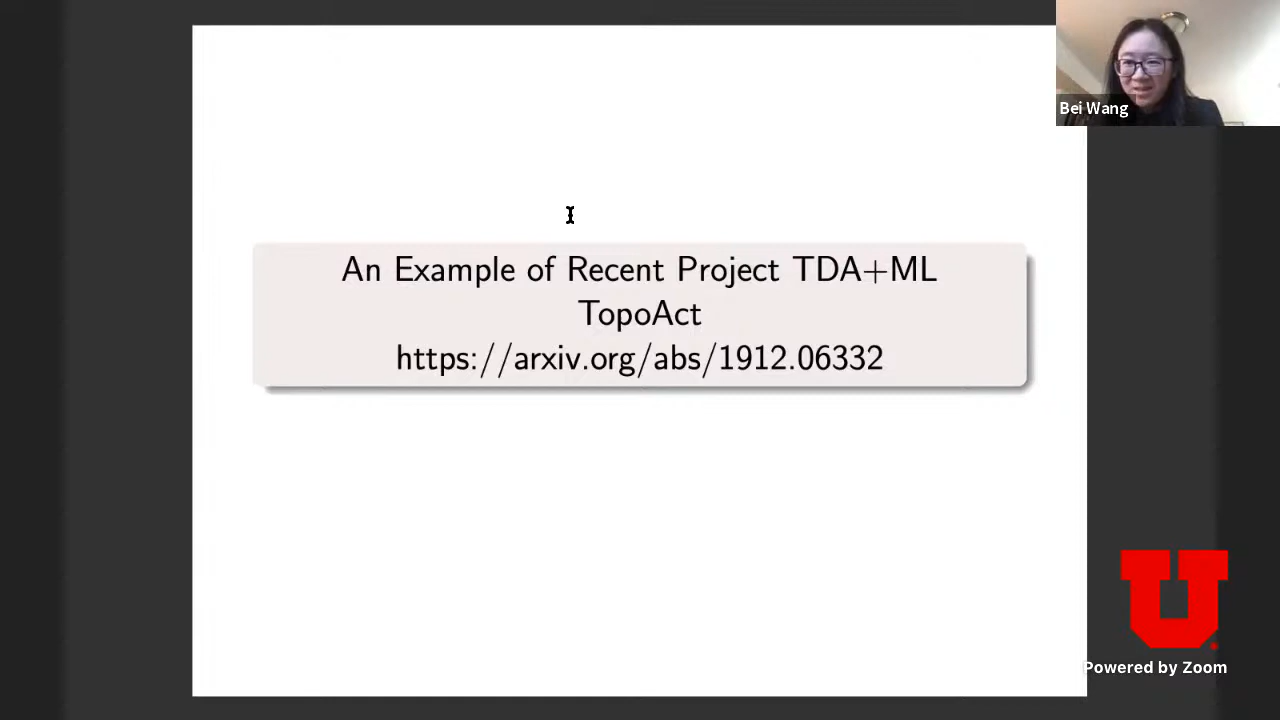 Bei Wang
An Example of Recent Project TDA+ML
TopoAct
https://arxiv.org/abs/1912.06332
U
Powered by Zoom